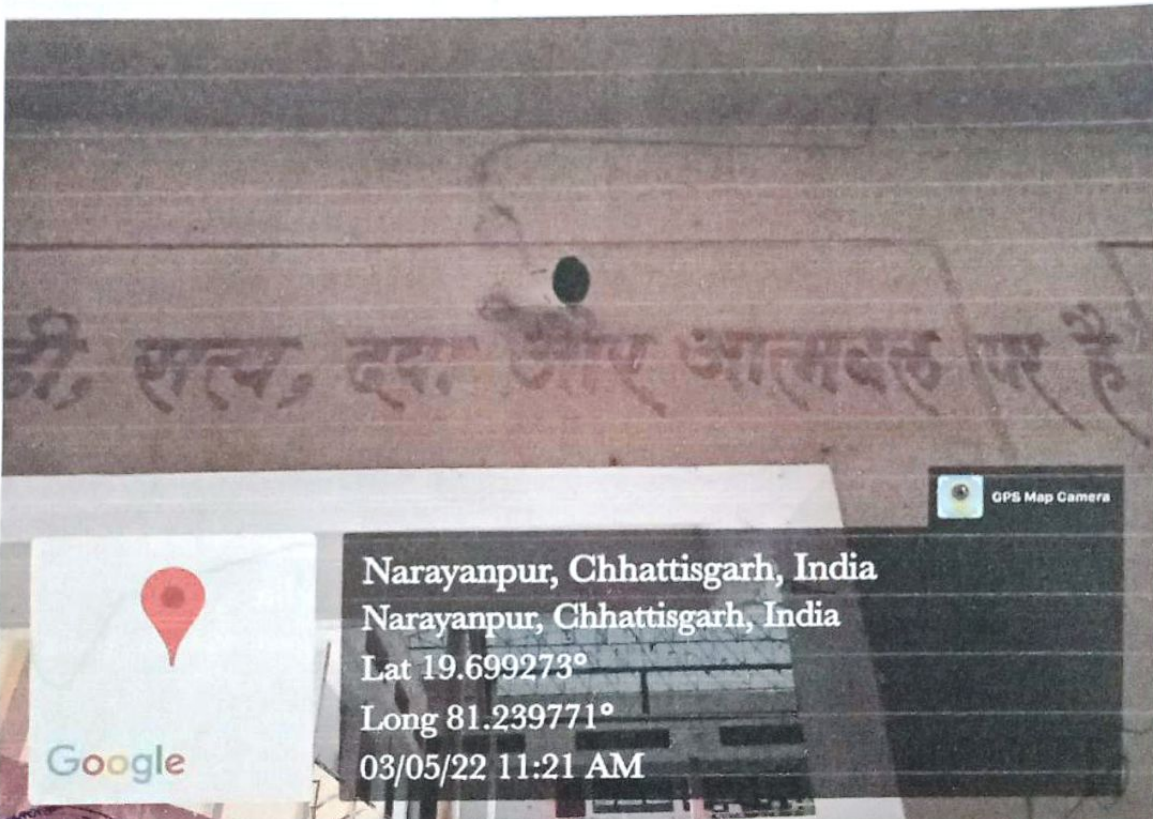 सत्य, दया और आत्मबल पर है
GPS Map Camera
Narayanpur, Chhattisgarh, India
Narayanpur, Chhattisgarh, India
Lat 19.699273°
Long 81.239771°
03/05/22 11:21 AM
Google